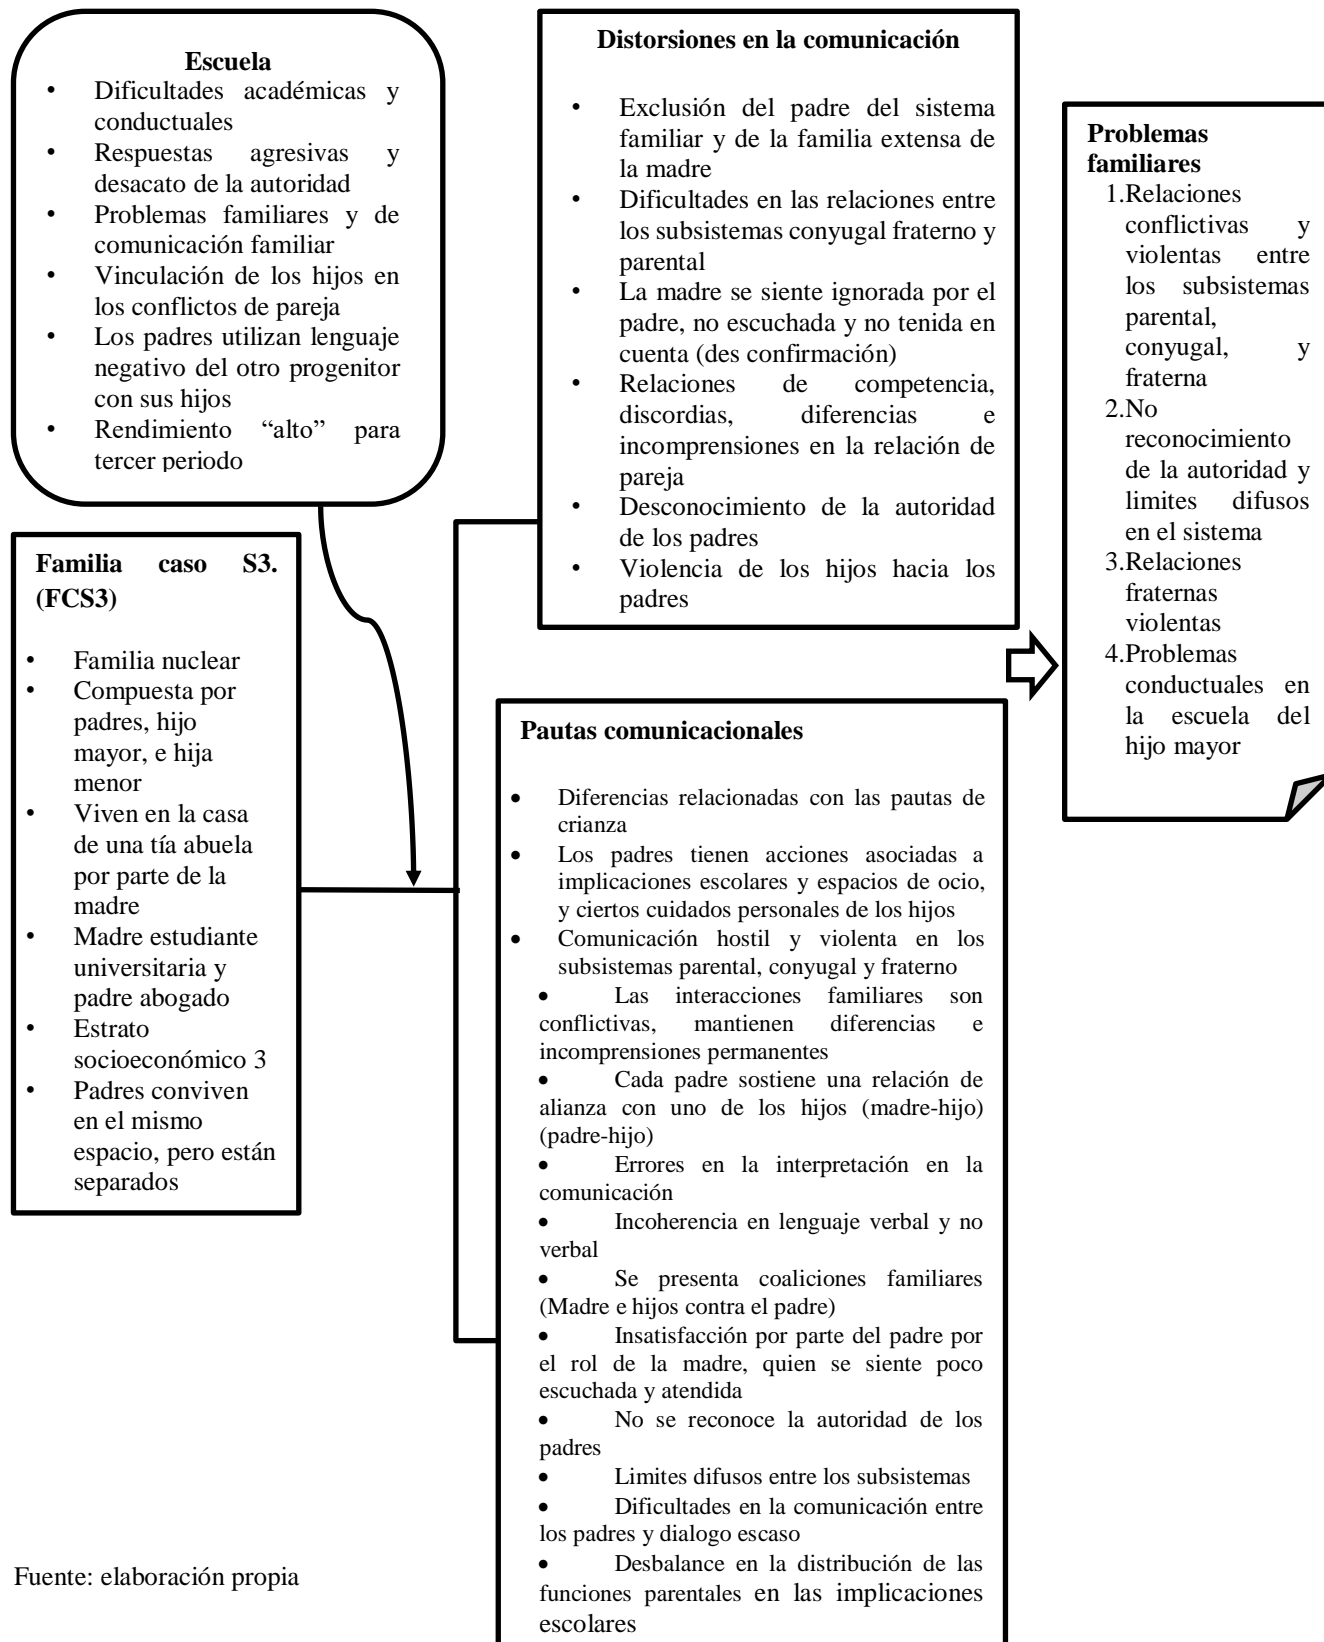 Escuela
• Dificultades académicas y
conductuales
• Respuestas agresivas y
desacato de la autoridad
• Problemas familiares y de
comunicación familiar
• Vinculación de los hijos en
los conflictos de pareja
• Los padres utilizan lenguaje
negativo del otro progenitor
con sus hijos
• Rendimiento “alto” para
tercer periodo
Familia caso S3.
(FCS3)
• Familia nuclear
• Compuesta por
padres, hijo
mayor, e hija
menor
• Viven en la casa
de una tía abuela
por parte de la
madre
• Madre estudiante
universitaria y
padre abogado
• Estrato
socioeconómico 3
• Padres conviven
en el mismo
espacio, pero están
separados
Distorsiones en la comunicación
• Exclusión del padre del sistema
familiar y de la familia extensa de
la madre
• Dificultades en las relaciones entre
los subsistemas conyugal fraterno y
parental
• La madre se siente ignorada por el
padre, no escuchada y no tenida en
cuenta (des confirmación)
• Relaciones de competencia,
discordias, diferencias e
incomprensiones en la relación de
pareja
• Desconocimiento de la autoridad
de los padres
• Violencia de los hijos hacia los
padres
Pautas comunicacionales
• Diferencias relacionadas con las pautas de
crianza
• Los padres tienen acciones asociadas a
implicaciones escolares y espacios de ocio,
y ciertos cuidados personales de los hijos
• Comunicación hostil y violenta en los
subsistemas parental, conyugal y fraterno
• Las interacciones familiares son
conflictivas, mantienen diferencias e
incomprensiones permanentes
• Cada padre sostiene una relación de
alianza con uno de los hijos (madre-hijo)
(padre-hijo)
• Errores en la interpretación en la
comunicación
• Incoherencia en lenguaje verbal y no
verbal
• Se presenta coaliciones familiares
(Madre e hijos contra el padre)
• Insatisfacción por parte del padre por
el rol de la madre, quien se siente poco
escuchada y atendida
• No se reconoce la autoridad de los
padres
• Limites difusos entre los subsistemas
• Dificultades en la comunicación entre
los padres y dialogo escaso
• Desbalance en la distribución de las
funciones parentales en las implicaciones
escolares
Problemas
familiares
1.Relaciones
conflictivas y
violentas entre
los subsistemas
parental,
conyugal, y
fraterna
2.No
reconocimiento
de la autoridad y
limites difusos
en el sistema
3.Relaciones
fraternas
violentas
4.Problemas
conductuales en
la escuela del
hijo mayor
Fuente: elaboración propia